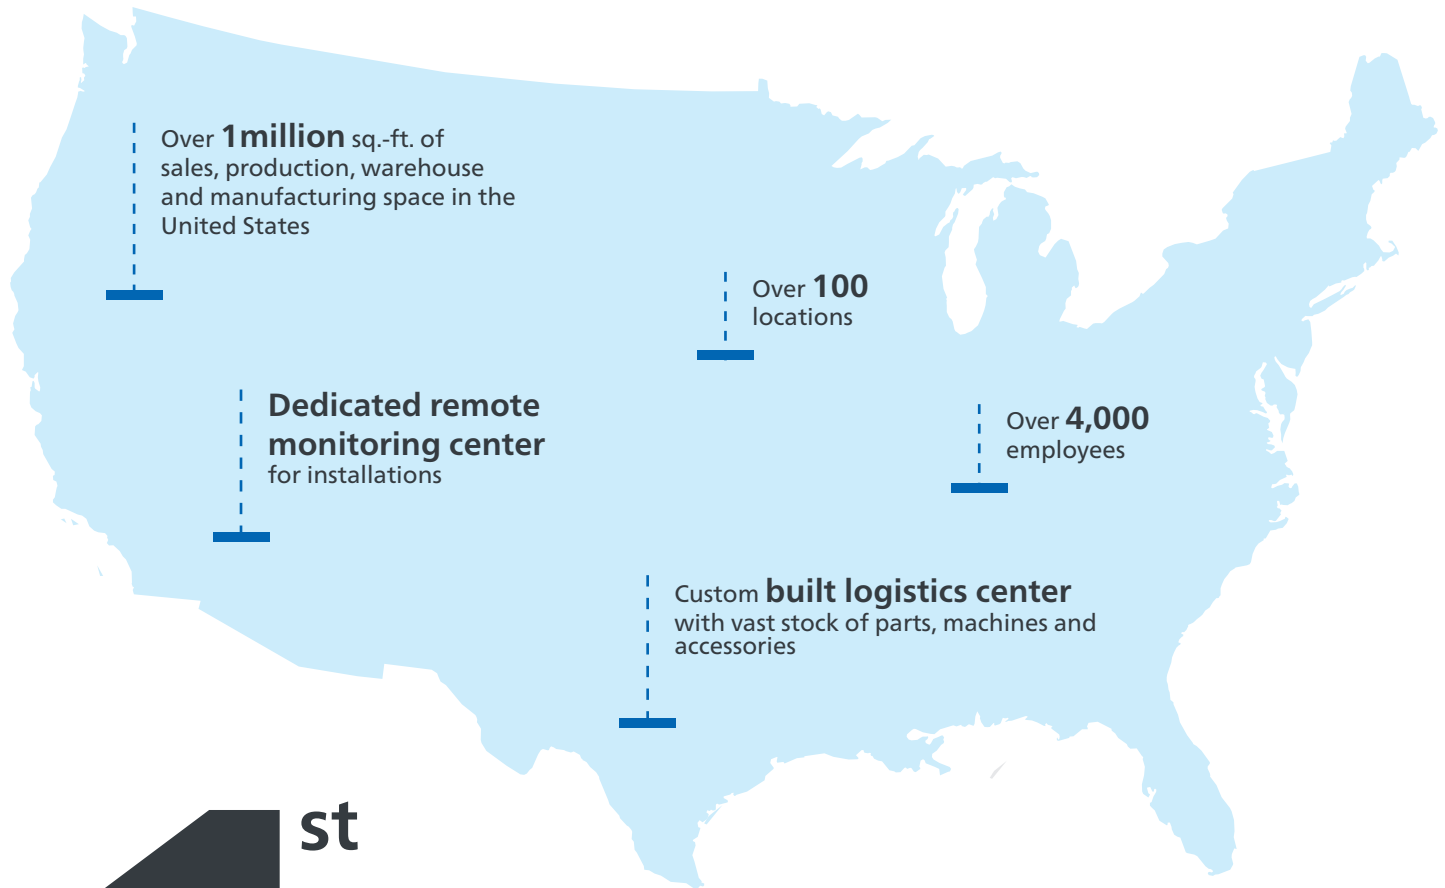 Over 1million sq.-ft. of
sales, production, warehouse
and manufacturing space in the
United States
Over 100
locations
Dedicated remote
monitoring center
for installations
Over 4,000
employees
Custom built logistics center
with vast stock of parts, machines and
accessories
1st